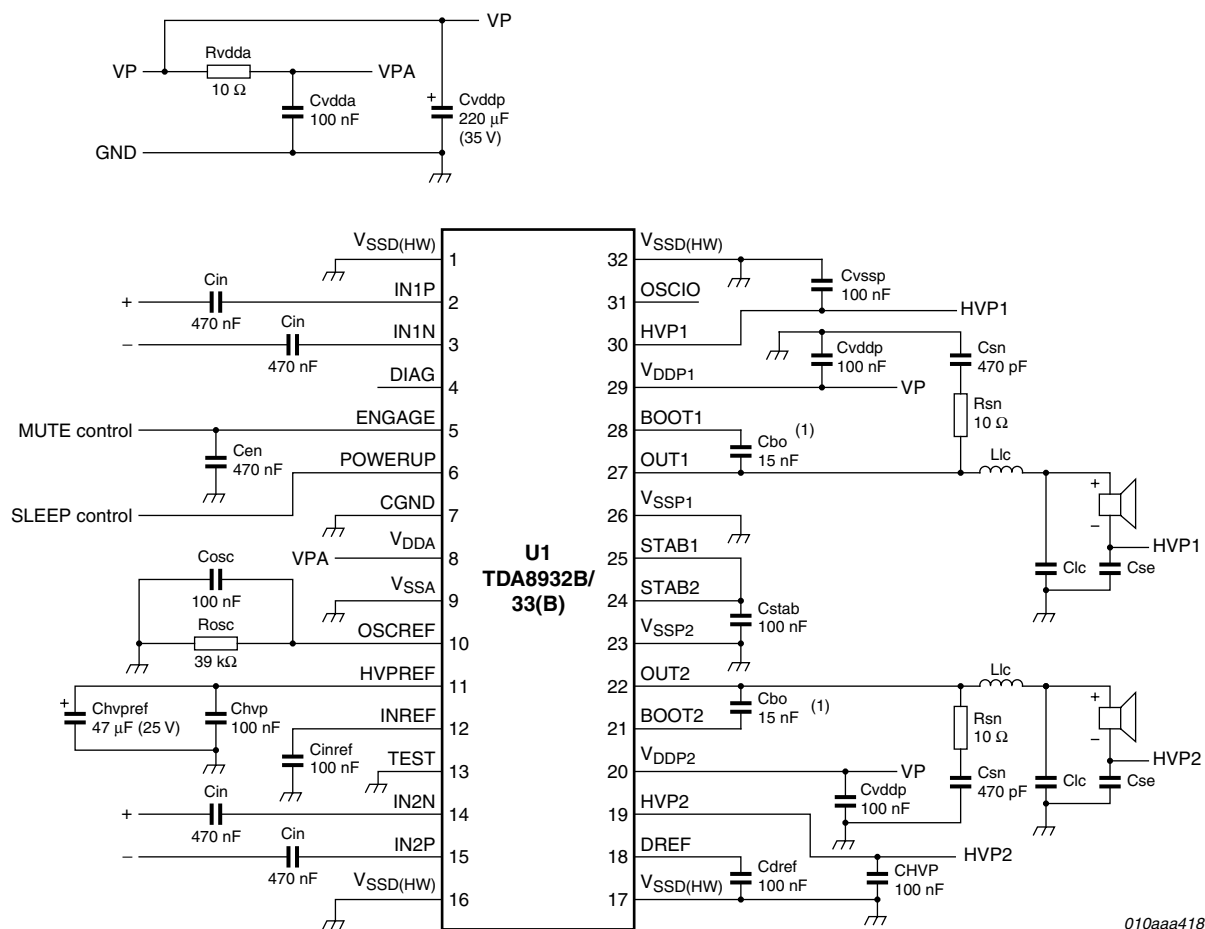 VP
Rvdda
VP
VPA
10 Ω
Cvdda
100 nF
+
Cvddp
220 μF
(35 V)
GND
U1
TDA8932B/
33(B)
VSSD(HW)
1
+
Cin
470 nF
IN1P
2
−
Cin
470 nF
IN1N
3
DIAG
4
MUTE control
ENGAGE
5
Cen
470 nF
POWERUP
6
SLEEP control
CGND
7
VPA
VDDA
8
Cosc
100 nF
VSSA
9
Rosc
39 kΩ
OSCREF
10
HVPREF
11
+
Chvpref
47 μF (25 V)
Chvp
100 nF
INREF
12
Cinref
100 nF
TEST
13
+
Cin
470 nF
IN2N
14
−
Cin
470 nF
IN2P
15
VSSD(HW)
16
VSSD(HW)
32
Cvssp
100 nF
OSCIO
31
HVP1
HVP1
30
Cvddp
100 nF
Csn
470 pF
VDDP1
29
VP
Rsn
10 Ω
BOOT1
28
Cbo
(1)
15 nF
OUT1
27
Llc
+
−
HVP1
Clc
Cse
VSSP1
26
STAB1
25
STAB2
24
Cstab
100 nF
VSSP2
23
OUT2
22
Llc
Cbo
15 nF
(1)
BOOT2
21
Rsn
10 Ω
+
−
HVP2
VDDP2
20
VP
Cvddp
100 nF
Csn
470 pF
Clc
Cse
HVP2
19
HVP2
DREF
18
Cdref
100 nF
CHVP
100 nF
VSSD(HW)
17
010aaa418